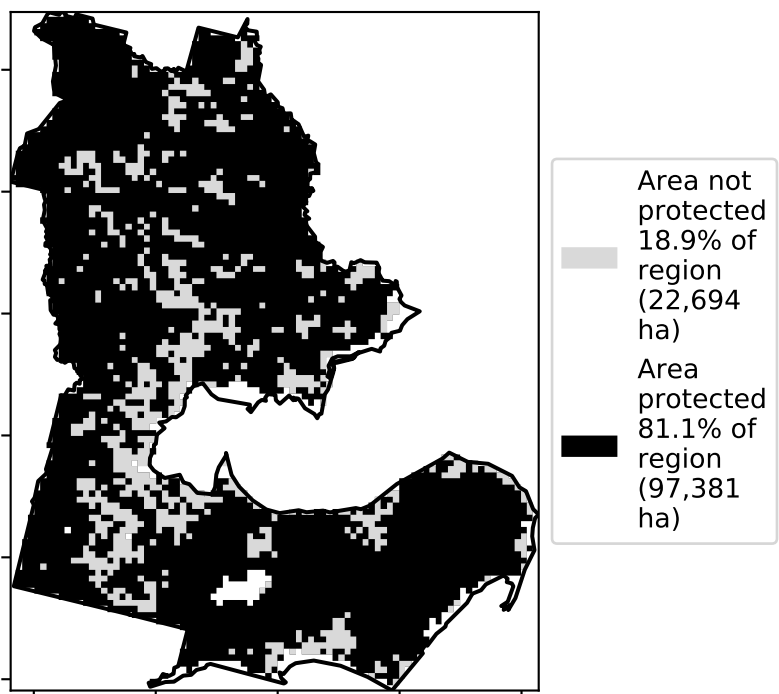 Area not
protected
18.9% of
region
(22,694
ha)
Area
protected
81.1% of
region
(97,381
ha)